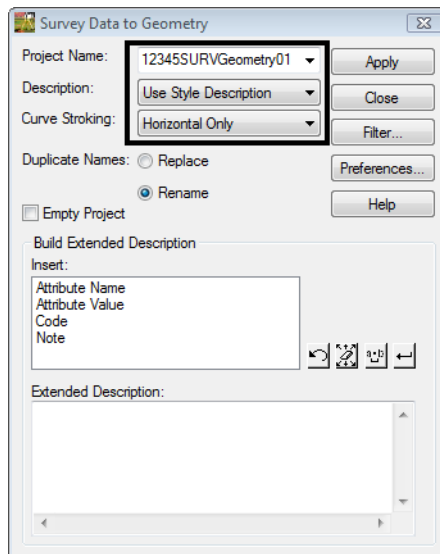 Survey Data to Geometry
Project Name: 12345SURVGeometry01 Apply
Description: Use Style Description Close
Curve Stroking: Horizontal Only Filter...
Duplicate Names: Replace Preferences...
Rename Help
Empty Project
Build Extended Description
Insert:
Attribute Name
Attribute Value
Code
Note
Extended Description: